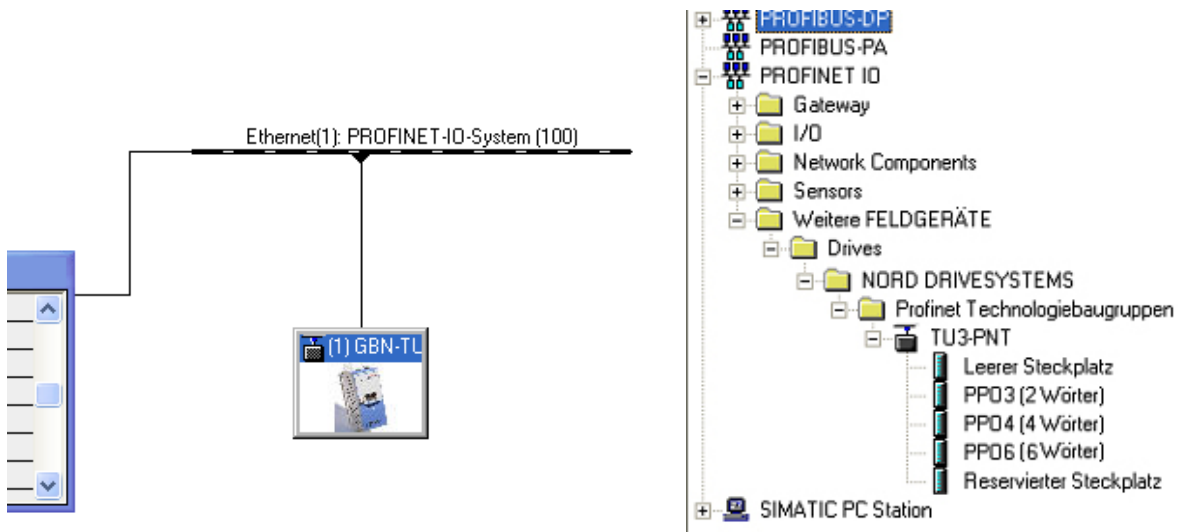 Ethernet(1): PROFINET-IO-System (100)
(1) GBN-TU
PROFIBUS-DP
PROFIBUS-PA
PROFINET IO
Gateway
I/O
Network Components
Sensors
Weitere FELDGERÄTE
Drives
NORD DRIVESYSTEMS
Profinet Technologiebaugruppen
TU3-PNT
Leerer Steckplatz
PPO3 (2 Wörter)
PPO4 (4 Wörter)
PPO6 (6 Wörter)
Reservierter Steckplatz
SIMATIC PC Station